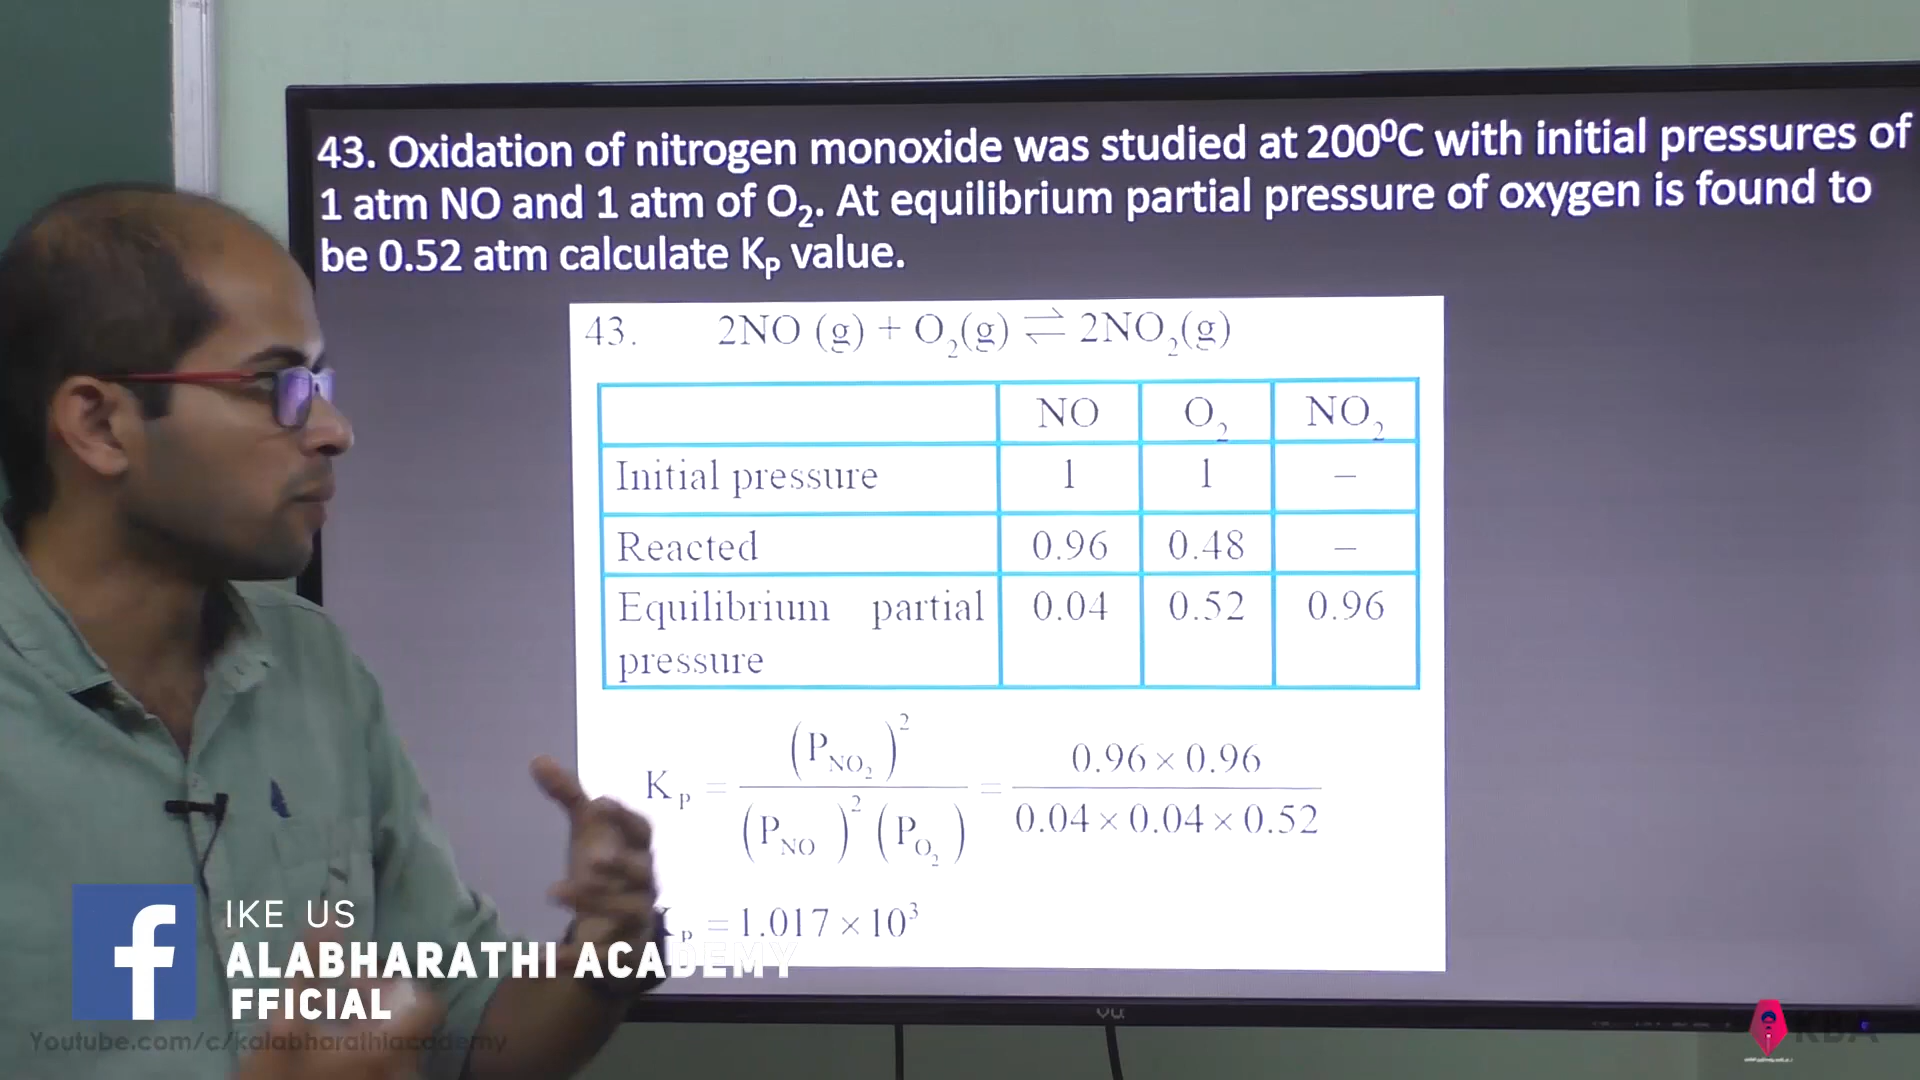 43. Oxidation of nitrogen monoxide was studied at 200⁰C with initial pressures of
1 atm NO and 1 atm of O₂. At equilibrium partial pressure of oxygen is found to
be 0.52 atm calculate Kₚ value.
43. 2NO (g) + O₂(g) ⇌ 2NO₂(g)
NO O₂ NO₂
Initial pressure 1 1 –
Reacted 0.96 0.48 –
Equilibrium partial 0.04 0.52 0.96
pressure
Kₚ = (P_NO₂)² / (P_NO)² (P_O₂) = 0.96 × 0.96 / 0.04 × 0.04 × 0.52
Kₚ = 1.017 × 10³
f
IKE US
ALABHARATHI ACADEMY
FFICIAL
Youtube.com/c/kalabharathiacademy
vu
KBA